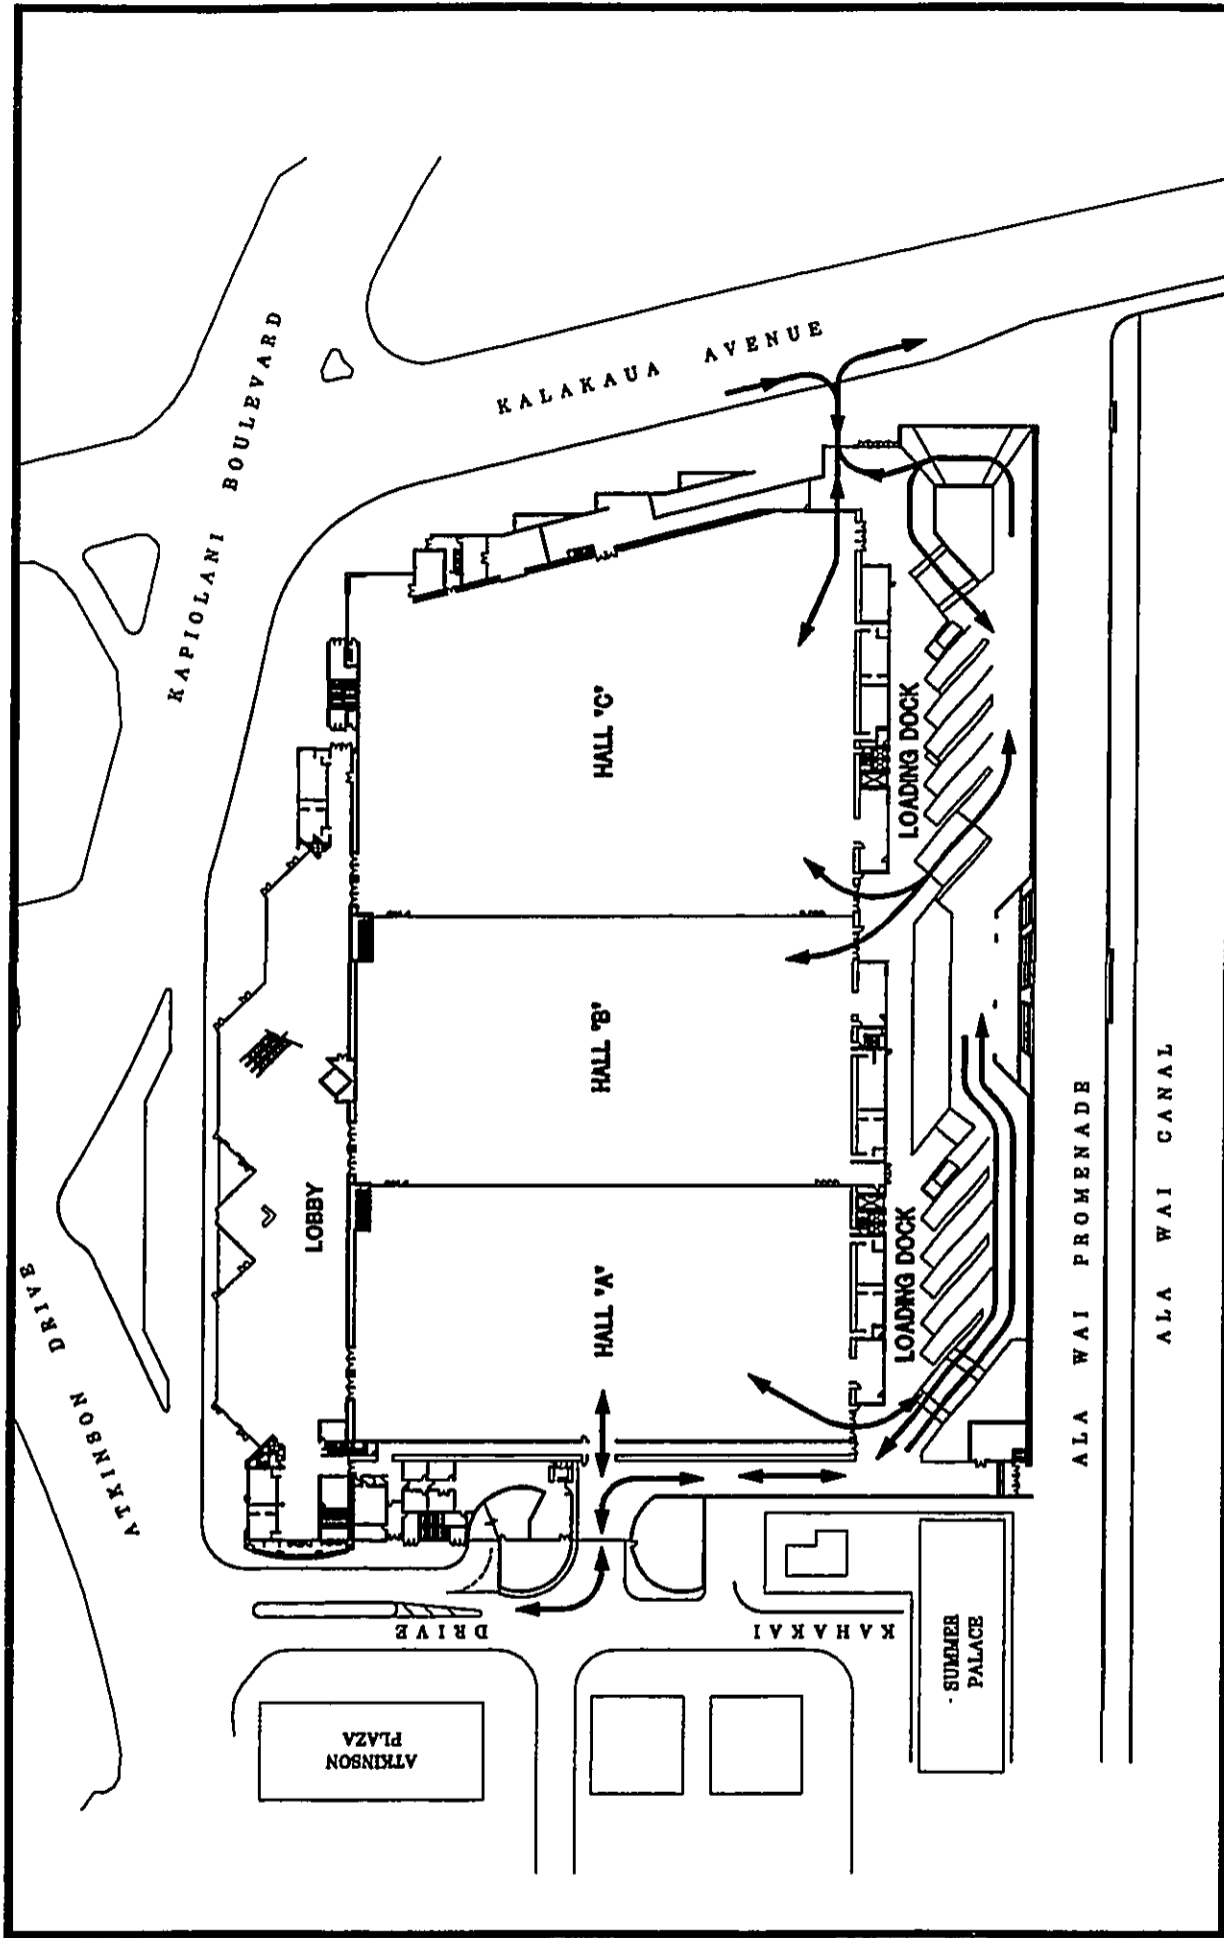 KAPIOLANI BOULEVARD
ATKINSON DRIVE
KALAKAUA AVENUE
LOBBY
HALL "A"
HALL "B"
HALL "C"
LOADING DOCK
LOADING DOCK
KAHAKAI
DRIVE
ATKINSON
PLAZA
SUMMER
PALACE
ALA WAI PROMENADE
ALA WAI CANAL